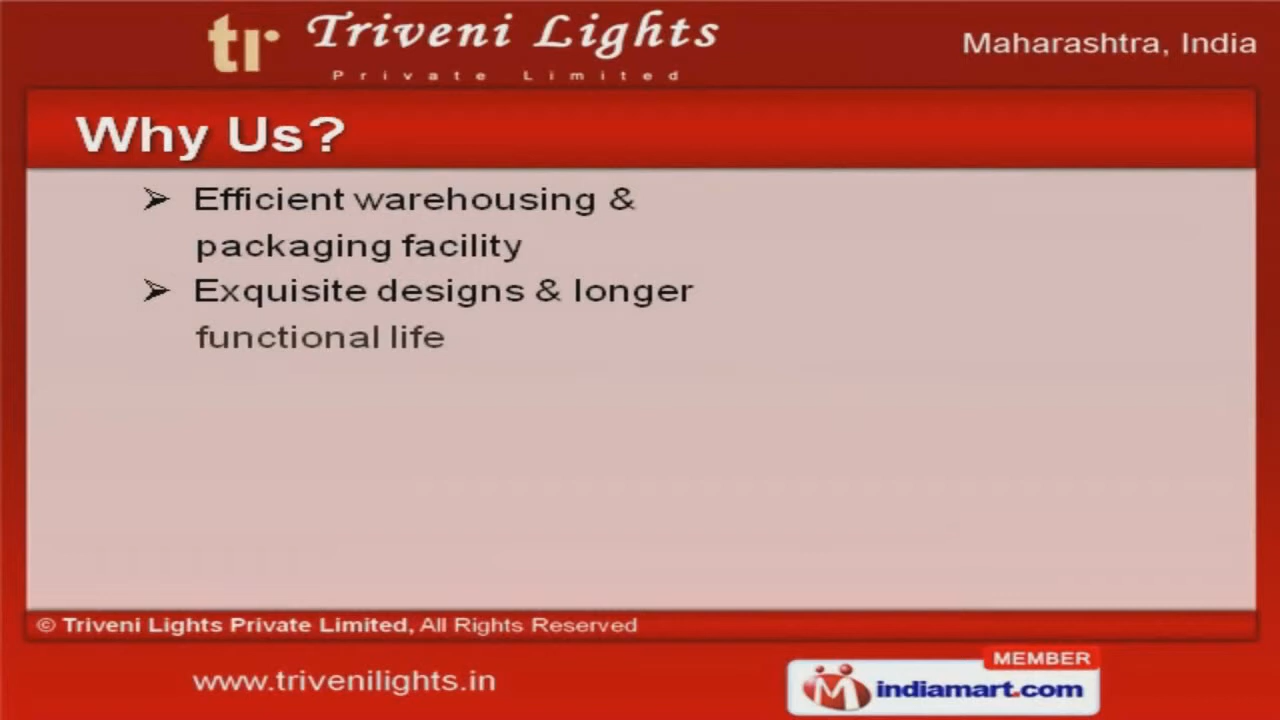 tr Triveni Lights
Private Limited
Maharashtra, India
Why Us?
➢ Efficient warehousing &
packaging facility
➢ Exquisite designs & longer
functional life
© Triveni Lights Private Limited, All Rights Reserved
www.trivenilights.in
MEMBER
indiamart.com